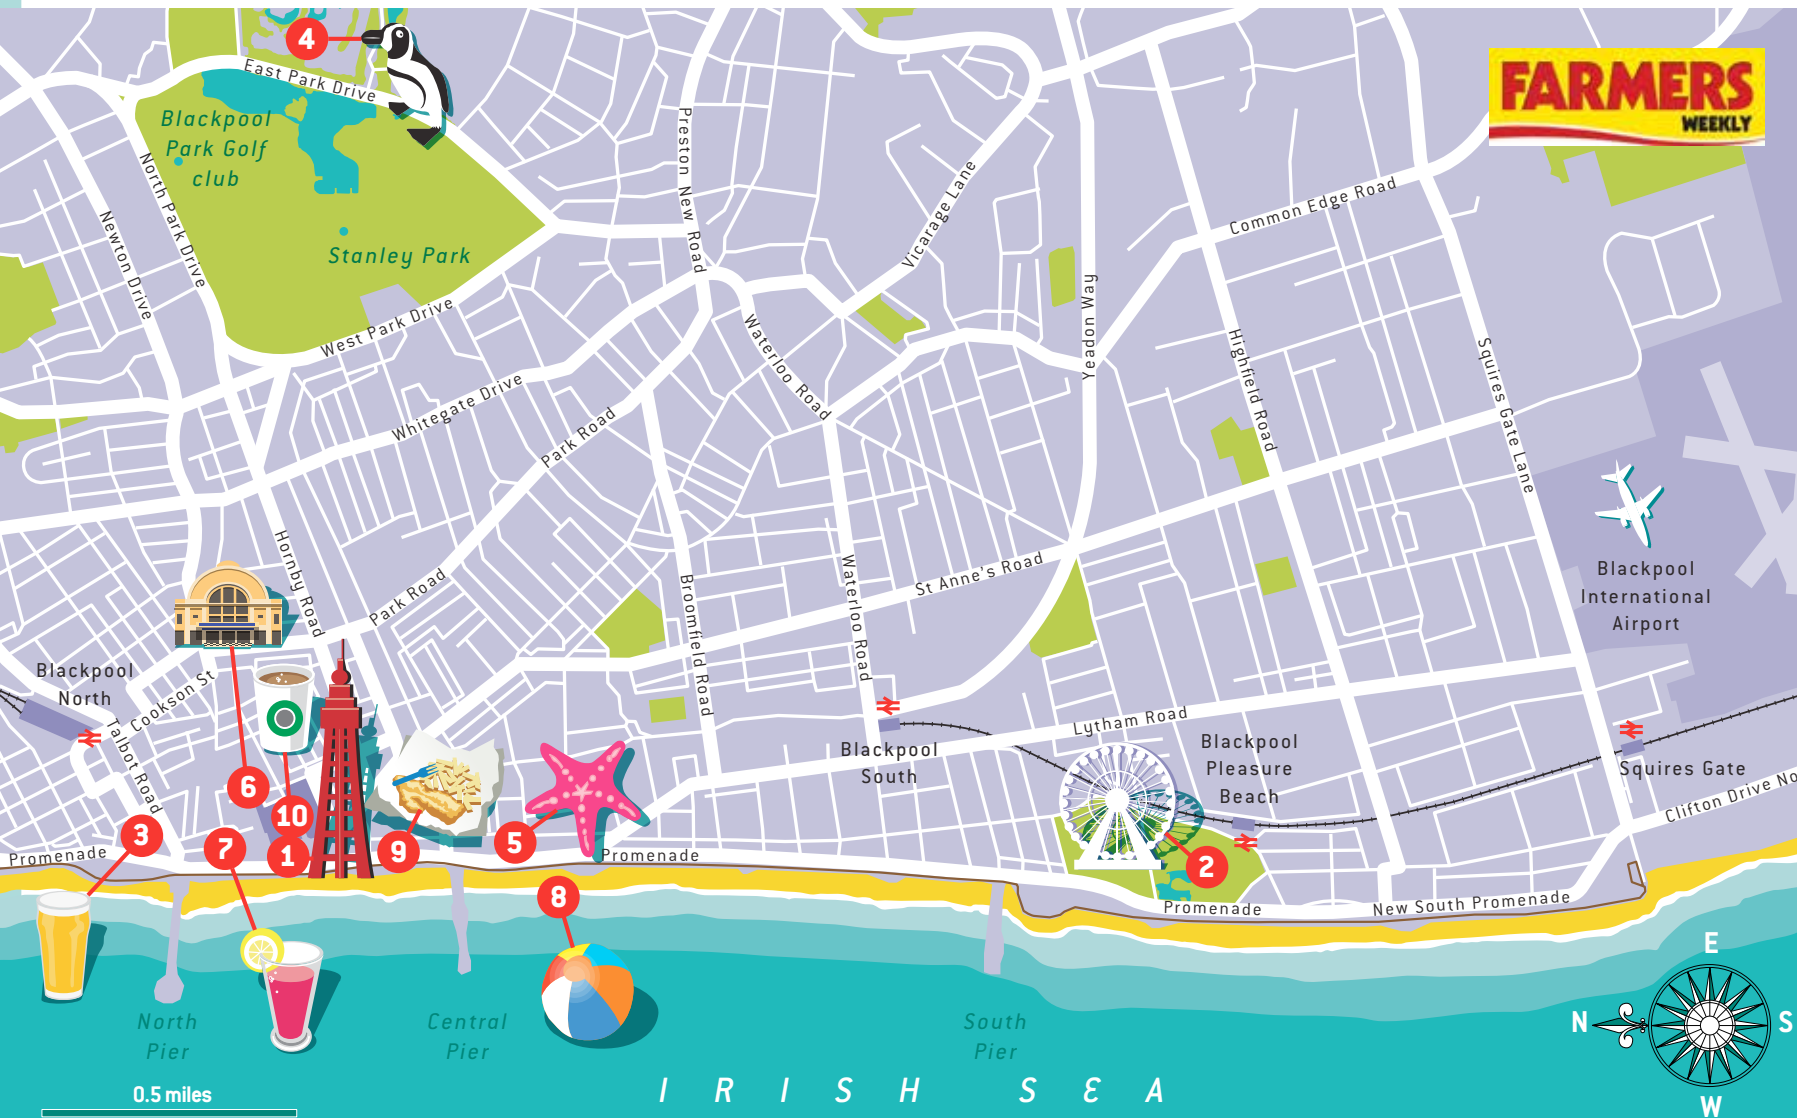 4
East Park Drive
FARMERS
WEEKLY
Blackpool
Park Golf
club
Stanley Park
North Park Drive
Newton Drive
West Park Drive
Preston New Road
Vicarage Lane
Common Edge Road
Yeadon Way
Waterloo Road
Whitegate Drive
Park Road
Highfield Road
Squires Gate Lane
Hornby Road
Park Road
Broomfield Road
Waterloo Road
St Anne's Road
Blackpool
International
Airport
Blackpool
North
Cookson St
Talbot Road
Lytham Road
Blackpool
South
Blackpool
Pleasure
Beach
Squires Gate
Clifton Drive No
6
10
1
3
7
9
5
2
8
Promenade
Promenade
Promenade
New South Promenade
North
Pier
Central
Pier
South
Pier
E
N
S
W
0.5 miles
IRISH SEA